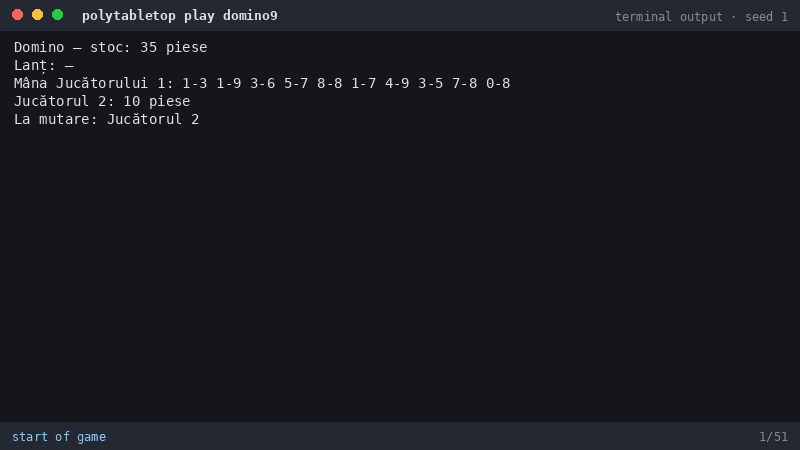 polytabletop play domino9
terminal output · seed 1
Domino — stoc: 35 piese
Lanț: —
Mâna Jucătorului 1: 1-3 1-9 3-6 5-7 8-8 1-7 4-9 3-5 7-8 0-8
Jucătorul 2: 10 piese
La mutare: Jucătorul 2
start of game
1/51